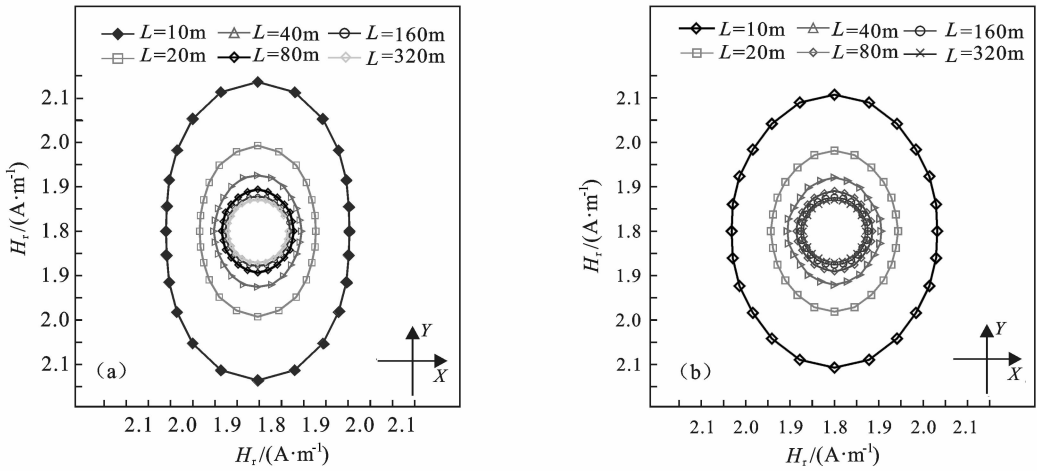 L=10m L=40m L=160m
L=20m L=80m L=320m
2.1
2.0
1.9
1.8
1.9
2.0
2.1
Hr/(A·m-1)
(a)
Y
X
2.1 2.0 1.9 1.8 1.9 2.0 2.1
Hr/(A·m-1)
L=10m L=40m L=160m
L=20m L=80m L=320m
2.1
2.0
1.9
1.8
1.9
2.0
2.1
Hr/(A·m-1)
(b)
Y
X
2.1 2.0 1.9 1.8 1.9 2.0 2.1
Hr/(A·m-1)